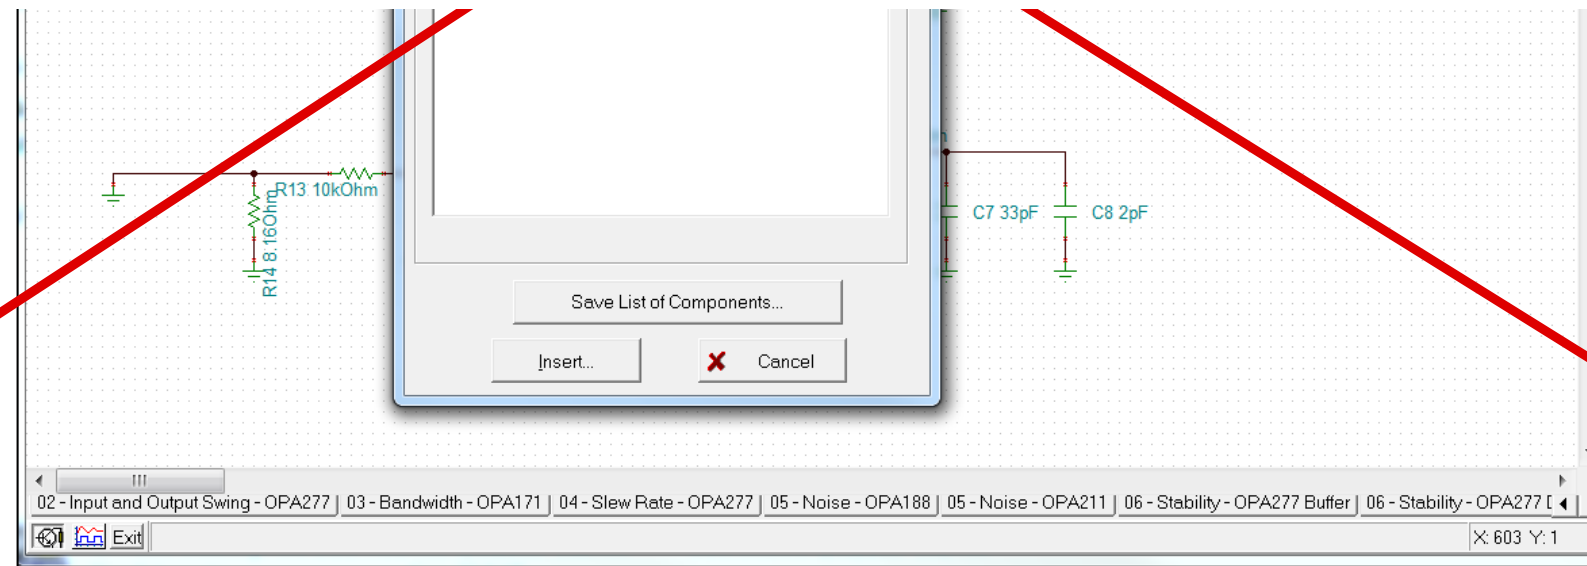 R13 10kOhm
R14 8.16Ohm
C7 33pF
C8 2pF
Save List of Components...
Insert...
Cancel
02 - Input and Output Swing - OPA277 03 - Bandwidth - OPA171 04 - Slew Rate - OPA277 05 - Noise - OPA188 05 - Noise - OPA211 06 - Stability - OPA277 Buffer 06 - Stability - OPA277
Exit
X: 603 Y: 1